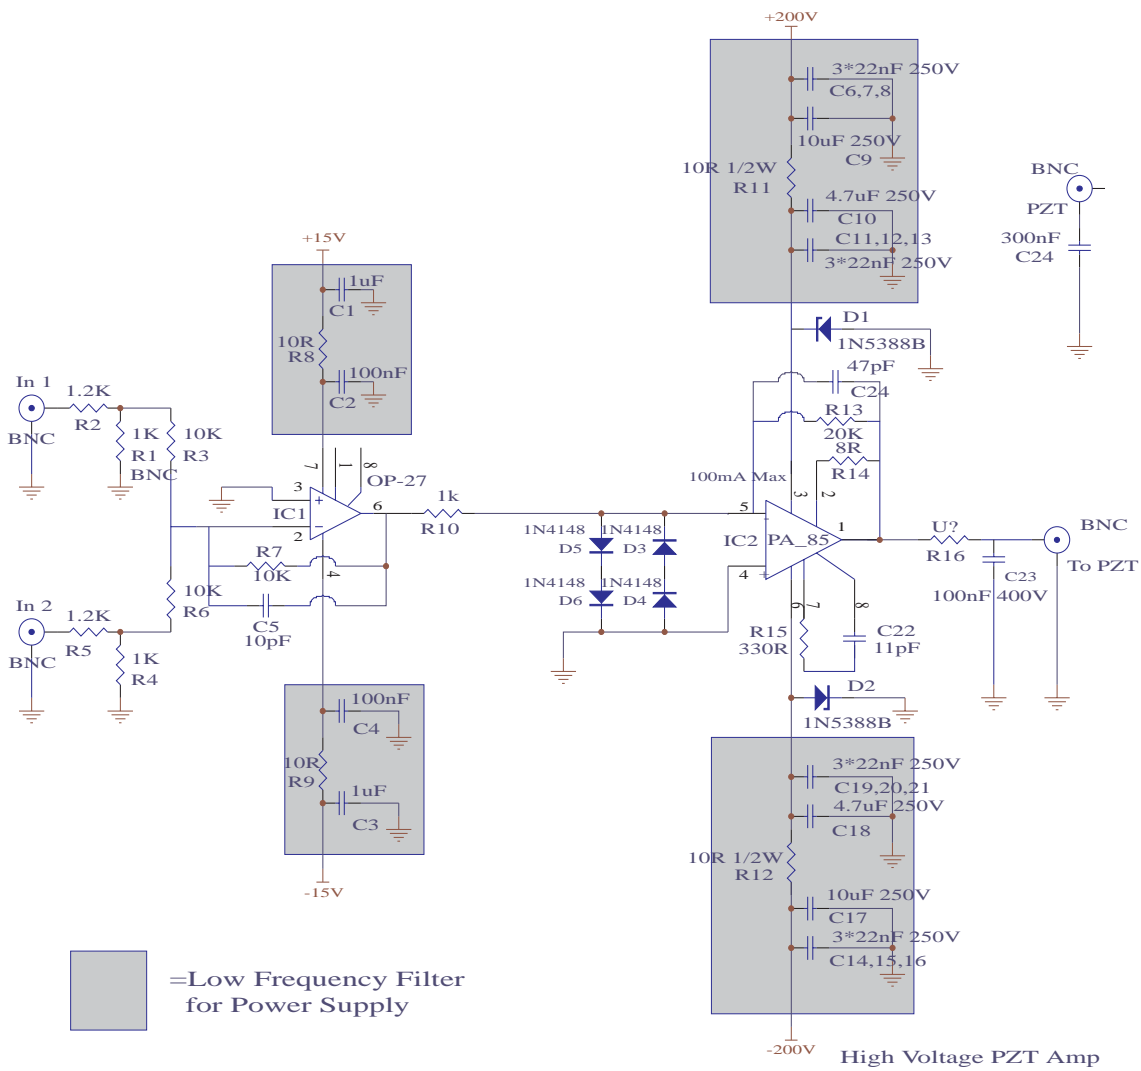 +200V
3*22nF 250V
C6,7,8
10uF 250V
C9
10R 1/2W
R11
4.7uF 250V
C10
C11,12,13
3*22nF 250V
BNC
PZT
300nF
C24
+15V
1uF
C1
10R
R8
100nF
C2
D1
1N5388B
47pF
C24
R13
20K
8R
R14
100mA Max
In 1
1.2K
R2
BNC
1K
R1
BNC
10K
R3
7
1
8
OP-27
3
+
IC1
−
2
6
4
1k
R10
R7
10K
C5
10pF
10K
R6
In 2
1.2K
R5
BNC
1K
R4
1N4148
D5
1N4148
D3
1N4148
D6
1N4148
D4
5
-
3
2
IC2
PA_85
1
4
+
6
7
8
R15
330R
C22
11pF
U?
R16
C23
100nF 400V
BNC
To PZT
D2
1N5388B
100nF
C4
10R
R9
1uF
C3
-15V
3*22nF 250V
C19,20,21
4.7uF 250V
C18
10R 1/2W
R12
10uF 250V
C17
3*22nF 250V
C14,15,16
-200V
=Low Frequency Filter
for Power Supply
High Voltage PZT Amp